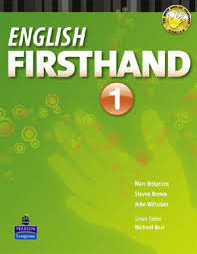 ENGLISH
FIRSTHAND
1
Marc Helgesen
Steven Brown
John Wiltshier
Series Editor
Michael Rost
PEARSON
Longman